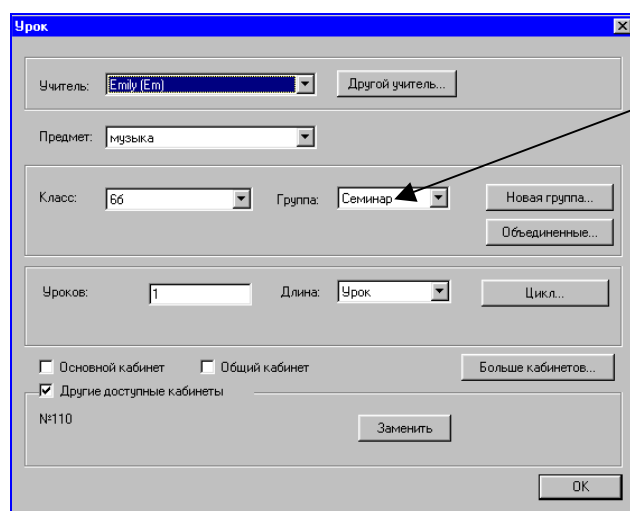 Урок
Учитель: Emily (Em) Другой учитель...
Предмет: музыка
Класс: 6б Группа: Семинар Новая группа...
Объединенные...
Уроков: 1 Длина: Урок Цикл...
Основной кабинет Общий кабинет Больше кабинетов...
Другие доступные кабинеты
№110 Заменить
OK